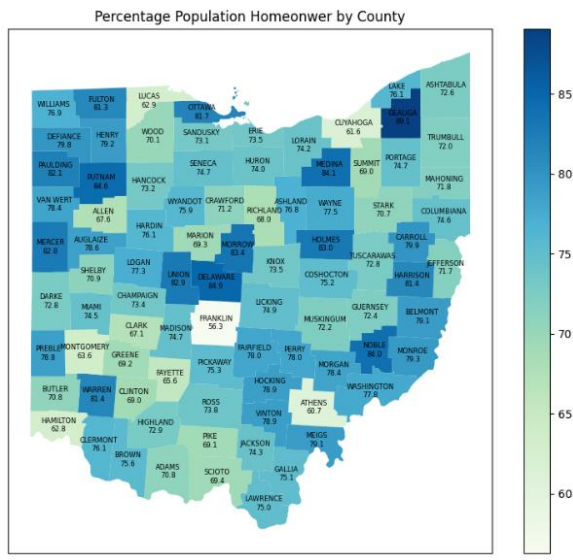 Percentage Population Homeonwer by County
WILLIAMS
76.9
FULTON
81.3
LUCAS
62.9
OTTAWA
81.7
LAKE
76.1
GEAUGA
89.1
ASHTABULA
72.6
DEFIANCE
79.8
HENRY
79.2
WOOD
70.1
SANDUSKY
73.1
ERIE
73.5
LORAIN
74.2
CUYAHOGA
61.6
TRUMBULL
72.0
PAULDING
82.1
PUTNAM
84.6
HANCOCK
73.2
SENECA
74.7
HURON
74.0
MEDINA
84.1
SUMMIT
69.0
PORTAGE
74.7
MAHONING
71.8
VAN WERT
78.4
ALLEN
67.6
WYANDOT
75.9
CRAWFORD
71.2
RICHLAND
68.0
ASHLAND
76.8
WAYNE
77.5
STARK
70.7
COLUMBIANA
74.6
MERCER
82.8
AUGLAIZE
78.6
HARDIN
76.1
MARION
69.3
MORROW
83.4
HOLMES
83.0
TUSCARAWAS
72.8
CARROLL
79.9
JEFFERSON
71.7
SHELBY
70.9
LOGAN
77.3
UNION
82.9
DELAWARE
84.9
KNOX
73.5
COSHOCTON
75.2
HARRISON
81.4
DARKE
72.8
MIAMI
74.5
CHAMPAIGN
73.4
LICKING
74.9
GUERNSEY
72.4
BELMONT
79.1
CLARK
67.1
MADISON
74.7
FRANKLIN
56.3
MUSKINGUM
72.2
PREBLE
78.8
MONTGOMERY
63.6
GREENE
69.2
FAYETTE
65.6
PICKAWAY
75.3
FAIRFIELD
78.0
PERRY
78.0
MORGAN
78.4
NOBLE
84.0
MONROE
79.3
BUTLER
70.8
WARREN
81.4
CLINTON
69.0
ROSS
73.8
HOCKING
78.9
ATHENS
60.7
WASHINGTON
77.8
HAMILTON
62.8
CLERMONT
76.1
HIGHLAND
72.9
VINTON
78.9
MEIGS
79.1
BROWN
75.6
ADAMS
70.8
PIKE
69.1
SCIOTO
69.4
JACKSON
74.3
GALLIA
75.1
LAWRENCE
75.0
85
80
75
70
65
60